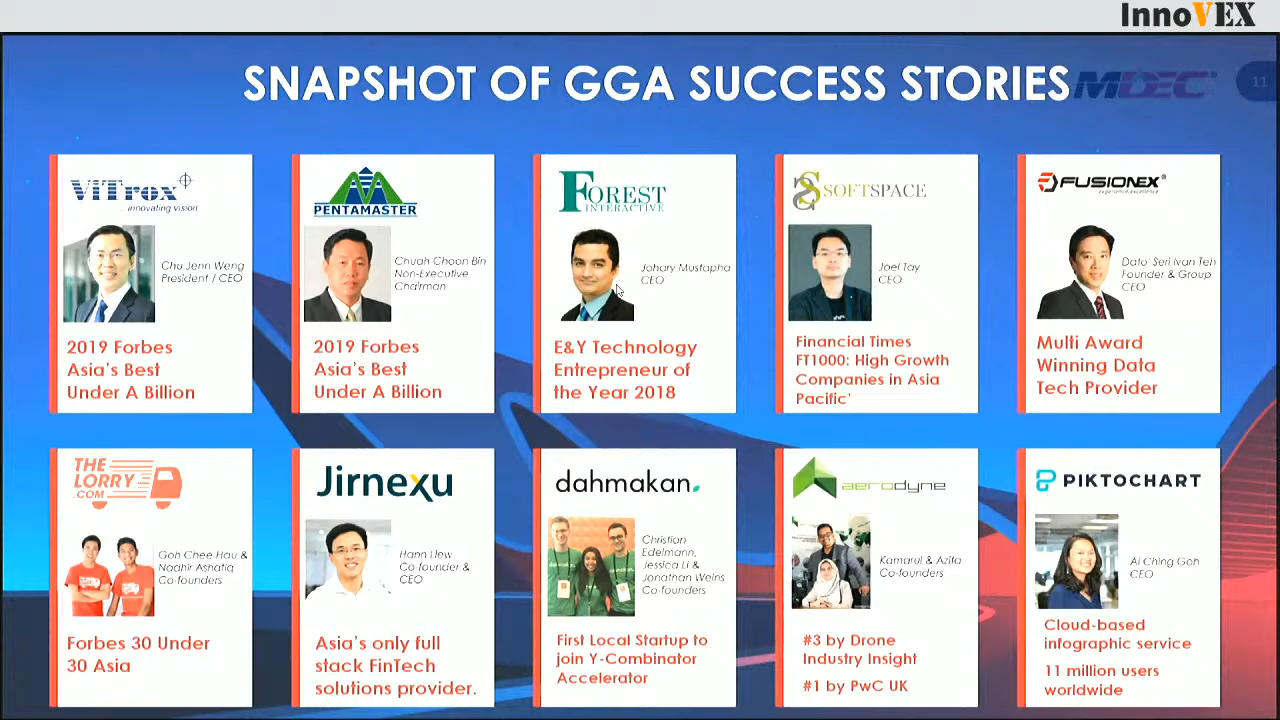 InnoVEX
SNAPSHOT OF GGA SUCCESS STORIES
MDEC
11
ViTrox
...innovating vision
Chu Jenn Weng
President / CEO
2019 Forbes
Asia's Best
Under A Billion
PENTAMASTER
Chuah Choon Bin
Non-Executive
Chairman
2019 Forbes
Asia's Best
Under A Billion
FOREST
INTERACTIVE
Johary Mustapha
CEO
E&Y Technology
Entrepreneur of
the Year 2018
SOFTSPACE
Joel Tay
CEO
Financial Times
FT1000: High Growth
Companies in Asia
Pacific'
FUSIONEX®
experience.excellence
Dato' Seri Ivan Teh
Founder & Group
CEO
Multi Award
Winning Data
Tech Provider
THE
LORRY
.COM
Goh Chee Hau &
Nadhir Ashafiq
Co-founders
Forbes 30 Under
30 Asia
Jirnexu
Hann Liew
Co-founder &
CEO
Asia's only full
stack FinTech
solutions provider.
dahmakan.
Christian
Edelmann,
Jessica Li &
Jonathan Weins
Co-founders
First Local Startup to
join Y-Combinator
Accelerator
aerodyne
Kamarul & Azita
Co-founders
#3 by Drone
Industry Insight
#1 by PwC UK
PIKTOCHART
Ai Ching Goh
CEO
Cloud-based
infographic service
11 million users
worldwide